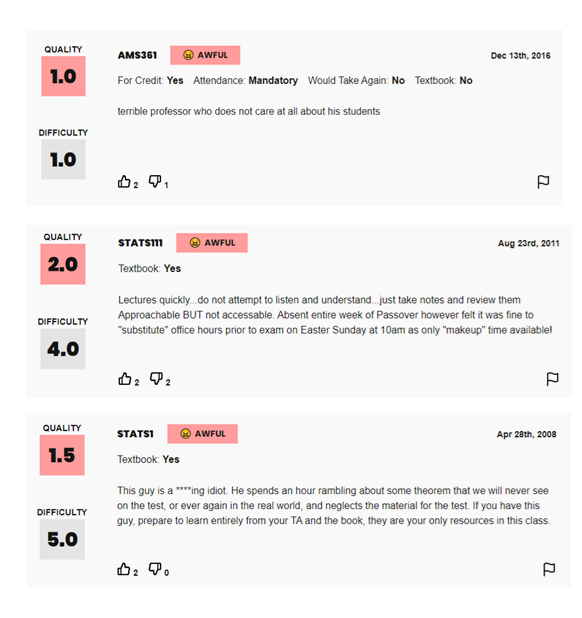 QUALITY
1.0
DIFFICULTY
1.0
AMS361 AWFUL Dec 13th, 2016
For Credit: Yes Attendance: Mandatory Would Take Again: No Textbook: No
terrible professor who does not care at all about his students
2 1
QUALITY
2.0
DIFFICULTY
4.0
STATS111 AWFUL Aug 23rd, 2011
Textbook: Yes
Lectures quickly...do not attempt to listen and understand...just take notes and review them
Approachable BUT not accessable. Absent entire week of Passover however felt it was fine to
"substitute" office hours prior to exam on Easter Sunday at 10am as only "makeup" time available!
2 2
QUALITY
1.5
DIFFICULTY
5.0
STATS1 AWFUL Apr 28th, 2008
Textbook: Yes
This guy is a ****ing idiot. He spends an hour rambling about some theorem that we will never see
on the test, or ever again in the real world, and neglects the material for the test. If you have this
guy, prepare to learn entirely from your TA and the book, they are your only resources in this class.
2 0